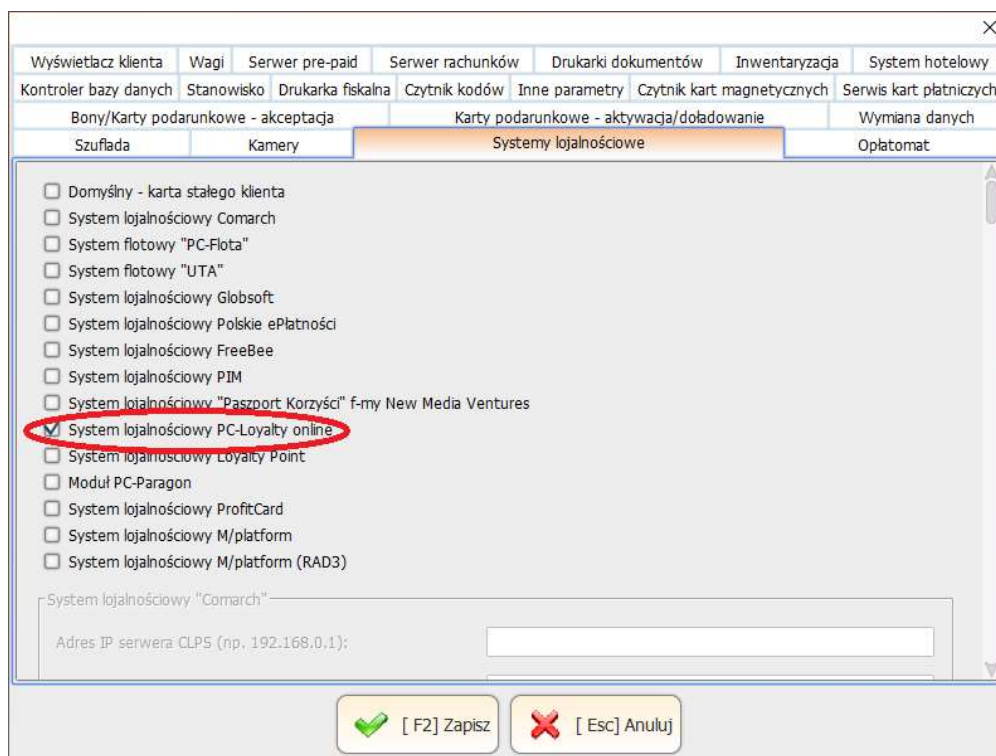 Wyświetlacz klienta Wagi Serwer pre-paid Serwer rachunków Drukarki dokumentów Inwentaryzacja System hotelowy
Kontroler bazy danych Stanowisko Drukarka fiskalna Czytnik kodów Inne parametry Czytnik kart magnetycznych Serwis kart płatniczych
Bony/Karty podarunkowe - akceptacja Karty podarunkowe - aktywacja/doładowanie Wymiana danych
Szuflada Kamery Systemy lojalnościowe Opłatomat
Domyślny - karta stałego klienta
System lojalnościowy Comarch
System flotowy "PC-Flota"
System flotowy "UTA"
System lojalnościowy Globsoft
System lojalnościowy Polskie ePłatności
System lojalnościowy FreeBee
System lojalnościowy PIM
System lojalnościowy "Paszport Korzyści" f-my New Media Ventures
System lojalnościowy PC-Loyalty online
System lojalnościowy Loyalty Point
Moduł PC-Paragon
System lojalnościowy ProfitCard
System lojalnościowy M/platform
System lojalnościowy M/platform (RAD3)
System lojalnościowy "Comarch"
Adres IP serwera CLPS (np. 192.168.0.1):
[ F2] Zapisz [ Esc] Anuluj